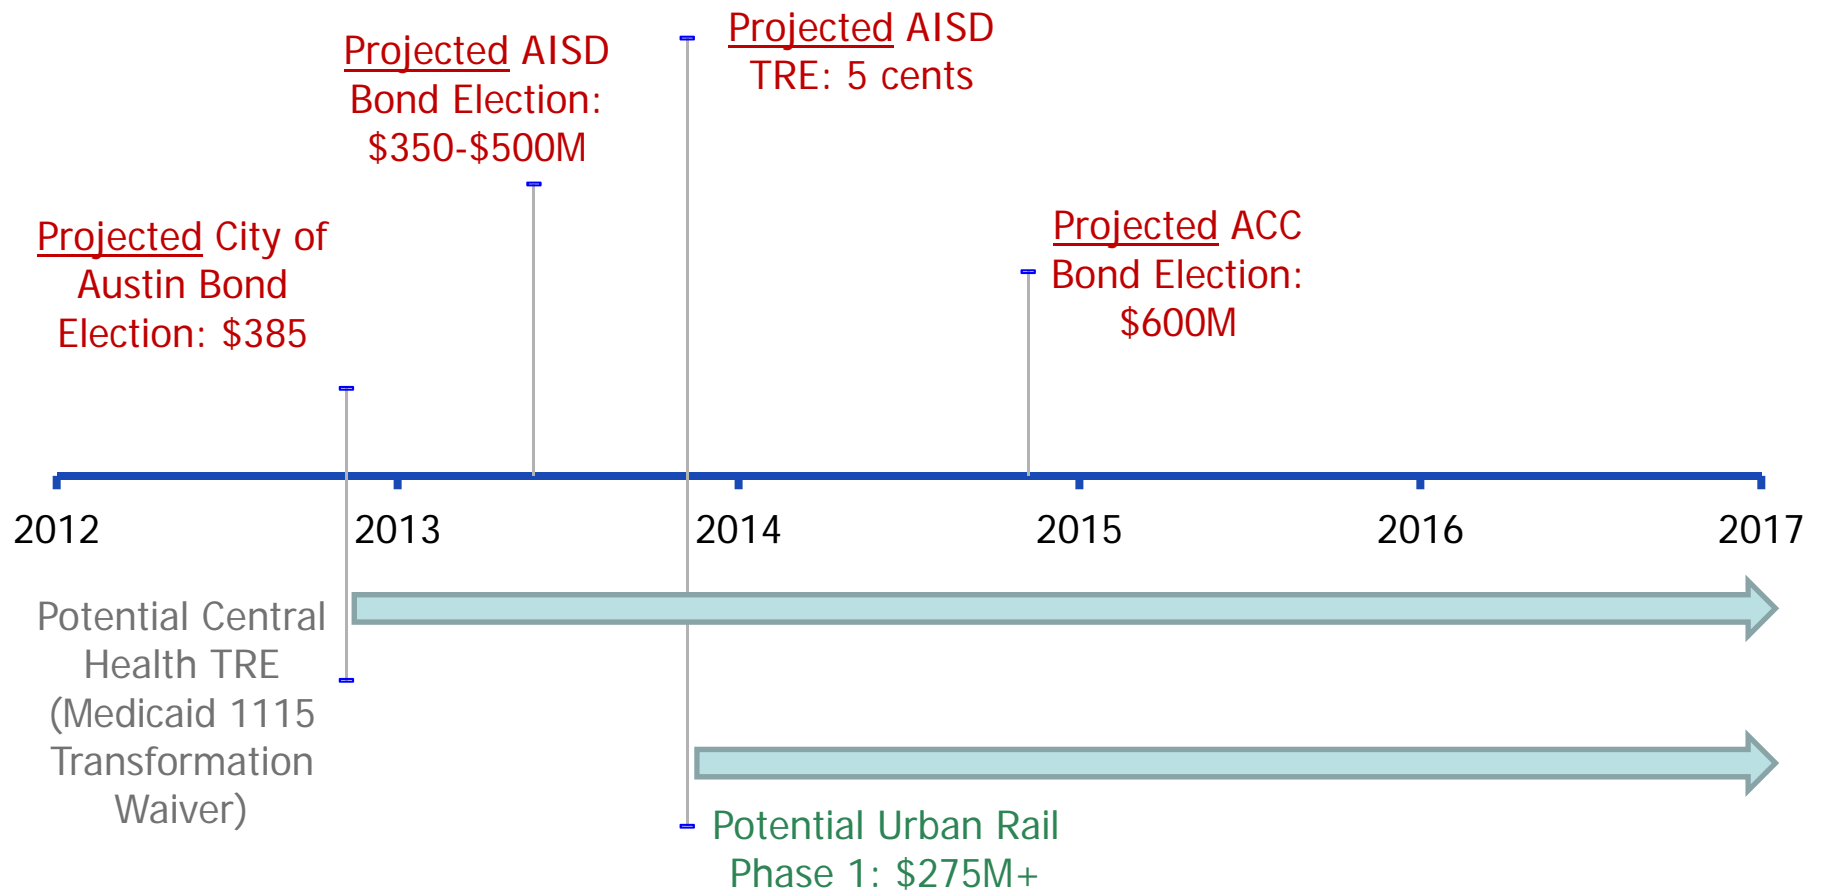 Projected AISD
TRE: 5 cents
Projected AISD
Bond Election:
$350-$500M
Projected City of
Austin Bond
Election: $385
Projected ACC
Bond Election:
$600M
2012
2013
2014
2015
2016
2017
Potential Central
Health TRE
(Medicaid 1115
Transformation
Waiver)
Potential Urban Rail
Phase 1: $275M+